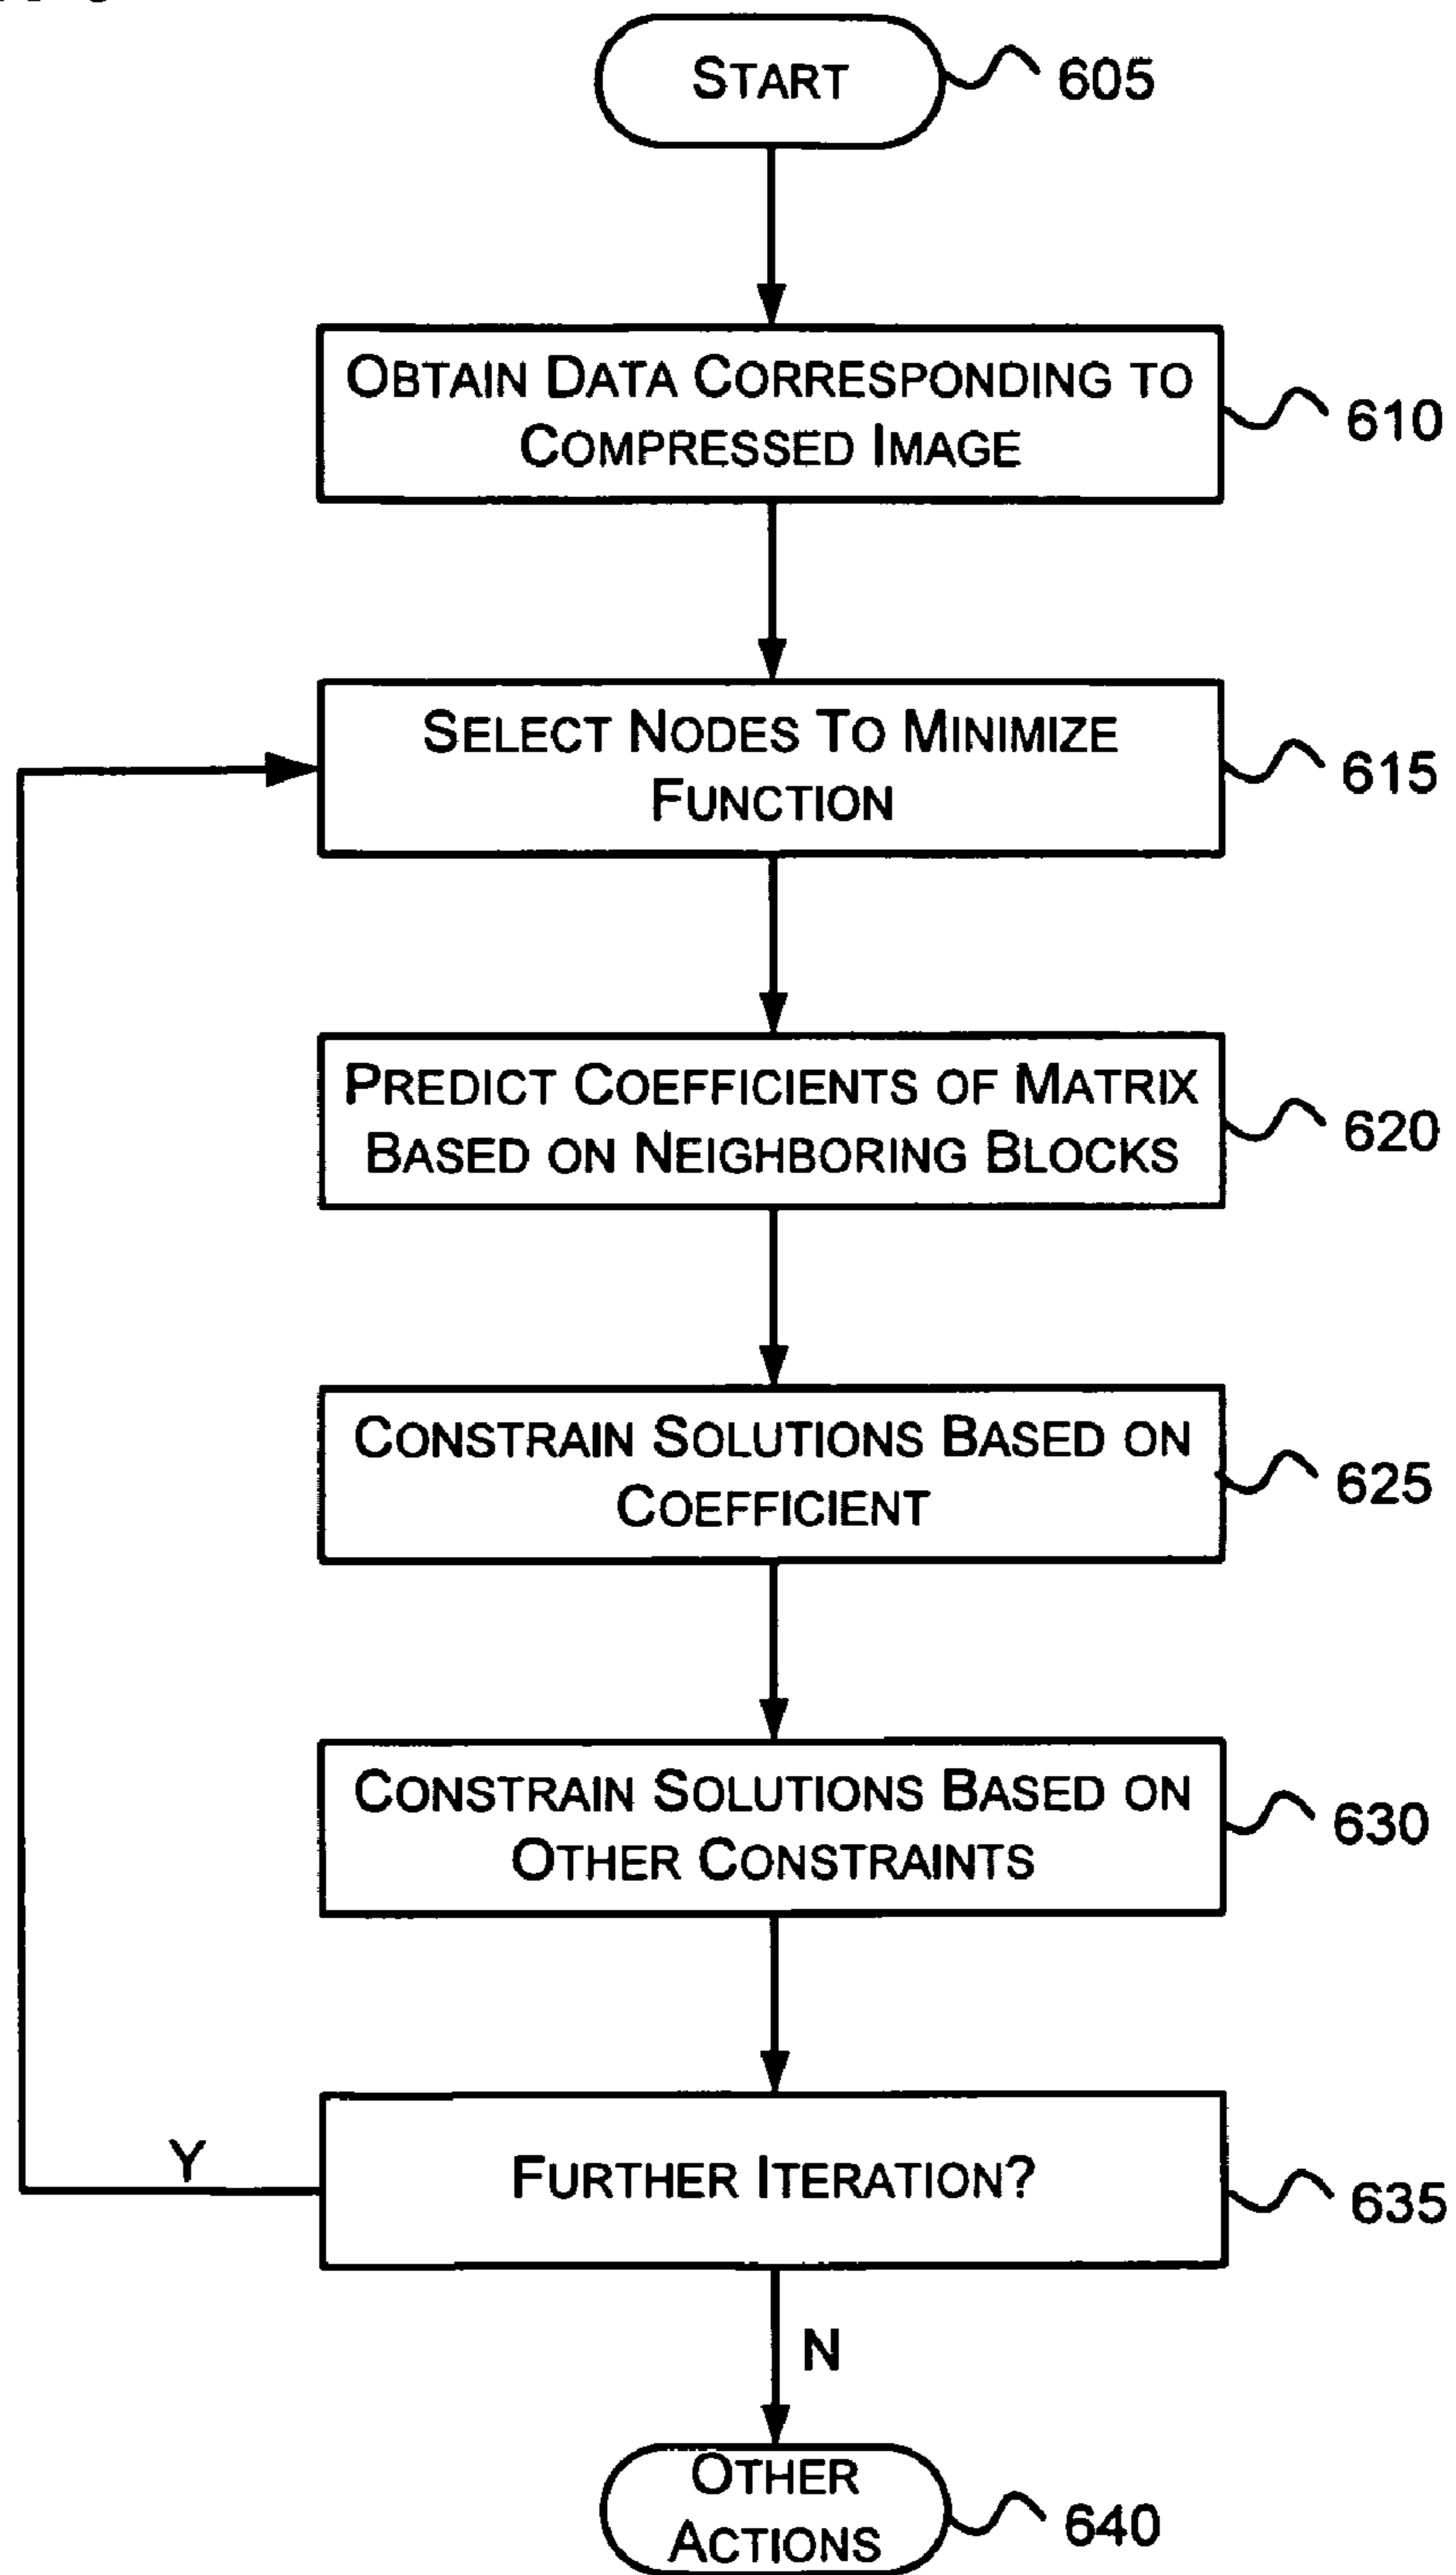 START
605
OBTAIN DATA CORRESPONDING TO
COMPRESSED IMAGE
610
SELECT NODES TO MINIMIZE
FUNCTION
615
PREDICT COEFFICIENTS OF MATRIX
BASED ON NEIGHBORING BLOCKS
620
CONSTRAIN SOLUTIONS BASED ON
COEFFICIENT
625
CONSTRAIN SOLUTIONS BASED ON
OTHER CONSTRAINTS
630
Y
FURTHER ITERATION?
635
N
OTHER
ACTIONS
640